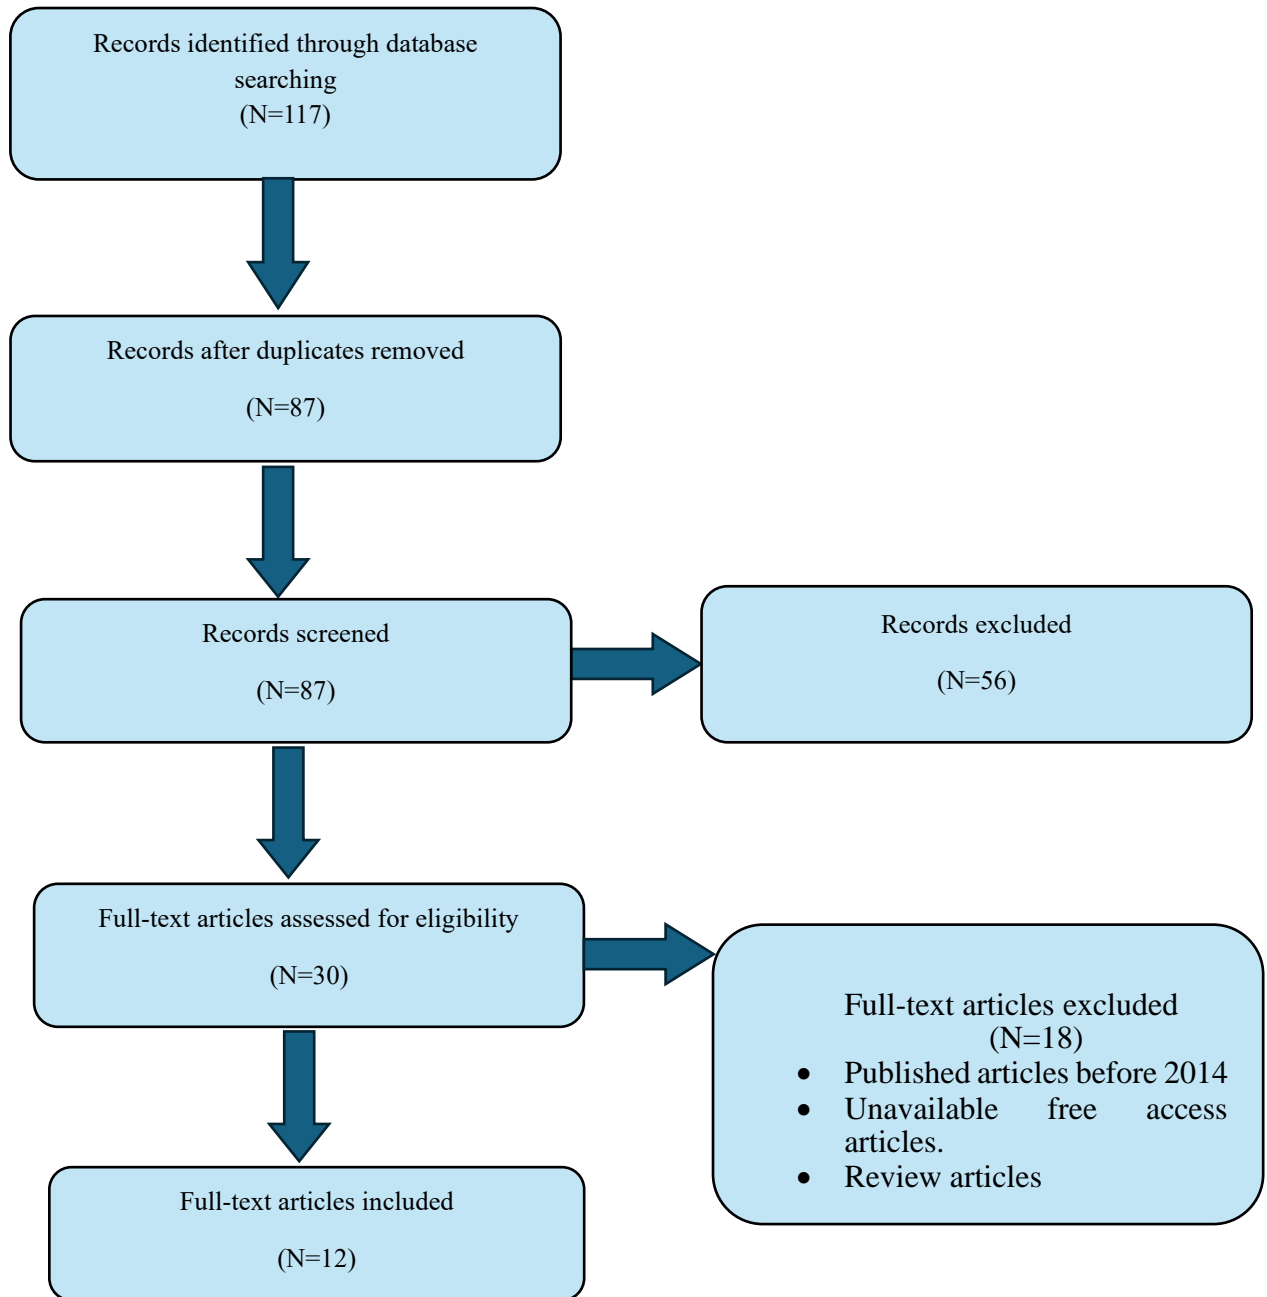 Records identified through database
searching
(N=117)
Records after duplicates removed
(N=87)
Records screened
(N=87)
Records excluded
(N=56)
Full-text articles assessed for eligibility
(N=30)
Full-text articles excluded
(N=18)
• Published articles before 2014
• Unavailable free access
articles.
• Review articles
Full-text articles included
(N=12)